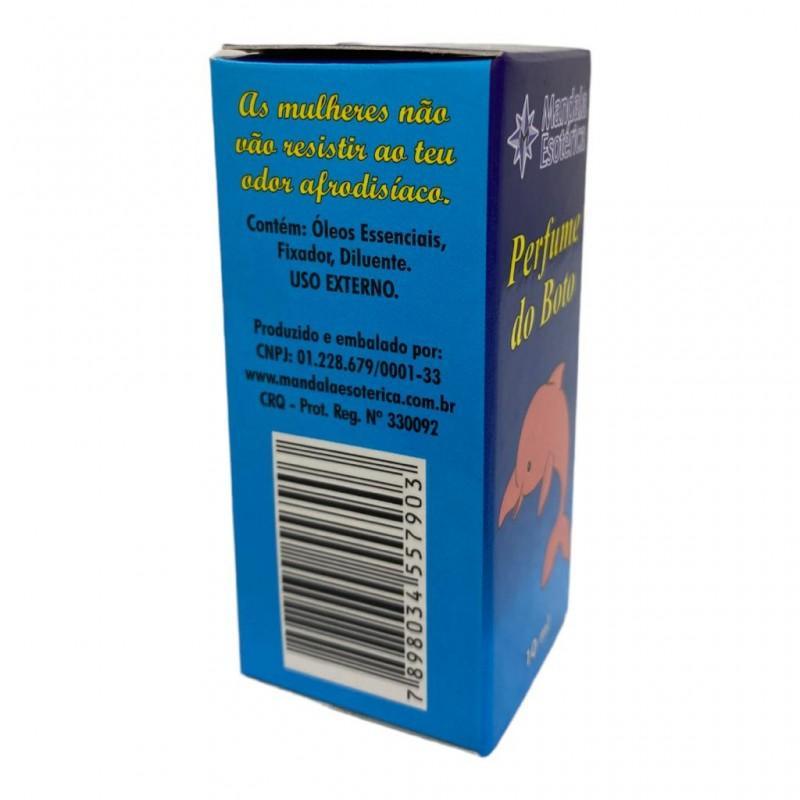 As mulheres não
vão resistir ao teu
odor afrodisíaco.
Contém: Óleos Essenciais,
Fixador, Diluente.
USO EXTERNO.
Produzido e embalado por:
CNPJ: 01.228.679/0001-33
www.mandalaesoterica.com.br
CRQ - Prot. Reg. Nº 330092
7898034557903
Mandala
Esotérica
Perfume
do Boto
10 ml